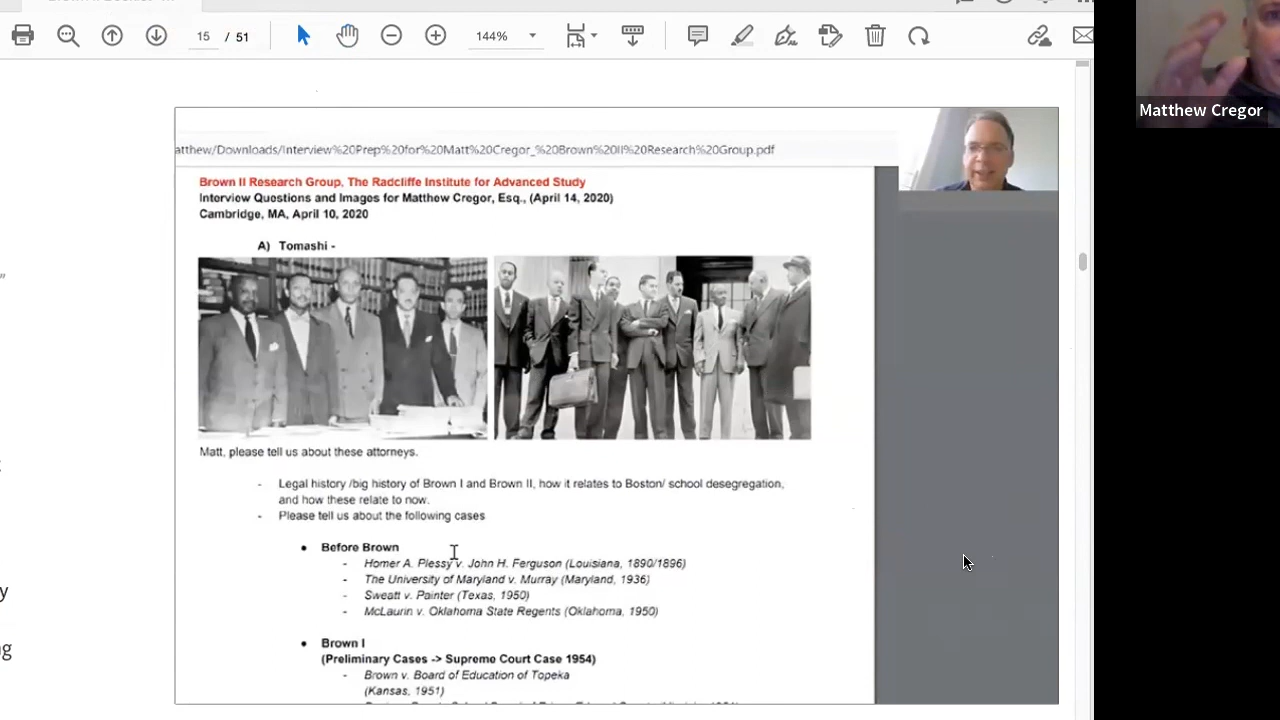 15 / 51
144%
Matthew Cregor
atthew/Downloads/Interview%20Prep%20for%20Matt%20Cregor_%20Brown%20II%20Research%20Group.pdf
Brown II Research Group, The Radcliffe Institute for Advanced Study
Interview Questions and Images for Matthew Cregor, Esq., (April 14, 2020)
Cambridge, MA, April 10, 2020
A) Tomashi -
Matt, please tell us about these attorneys.
- Legal history /big history of Brown I and Brown II, how it relates to Boston/ school desegregation,
and how these relate to now.
- Please tell us about the following cases
• Before Brown
- Homer A. Plessy v. John H. Ferguson (Louisiana, 1890/1896)
- The University of Maryland v. Murray (Maryland, 1936)
- Sweatt v. Painter (Texas, 1950)
- McLaurin v. Oklahoma State Regents (Oklahoma, 1950)
• Brown I
(Preliminary Cases -> Supreme Court Case 1954)
- Brown v. Board of Education of Topeka
(Kansas, 1951)